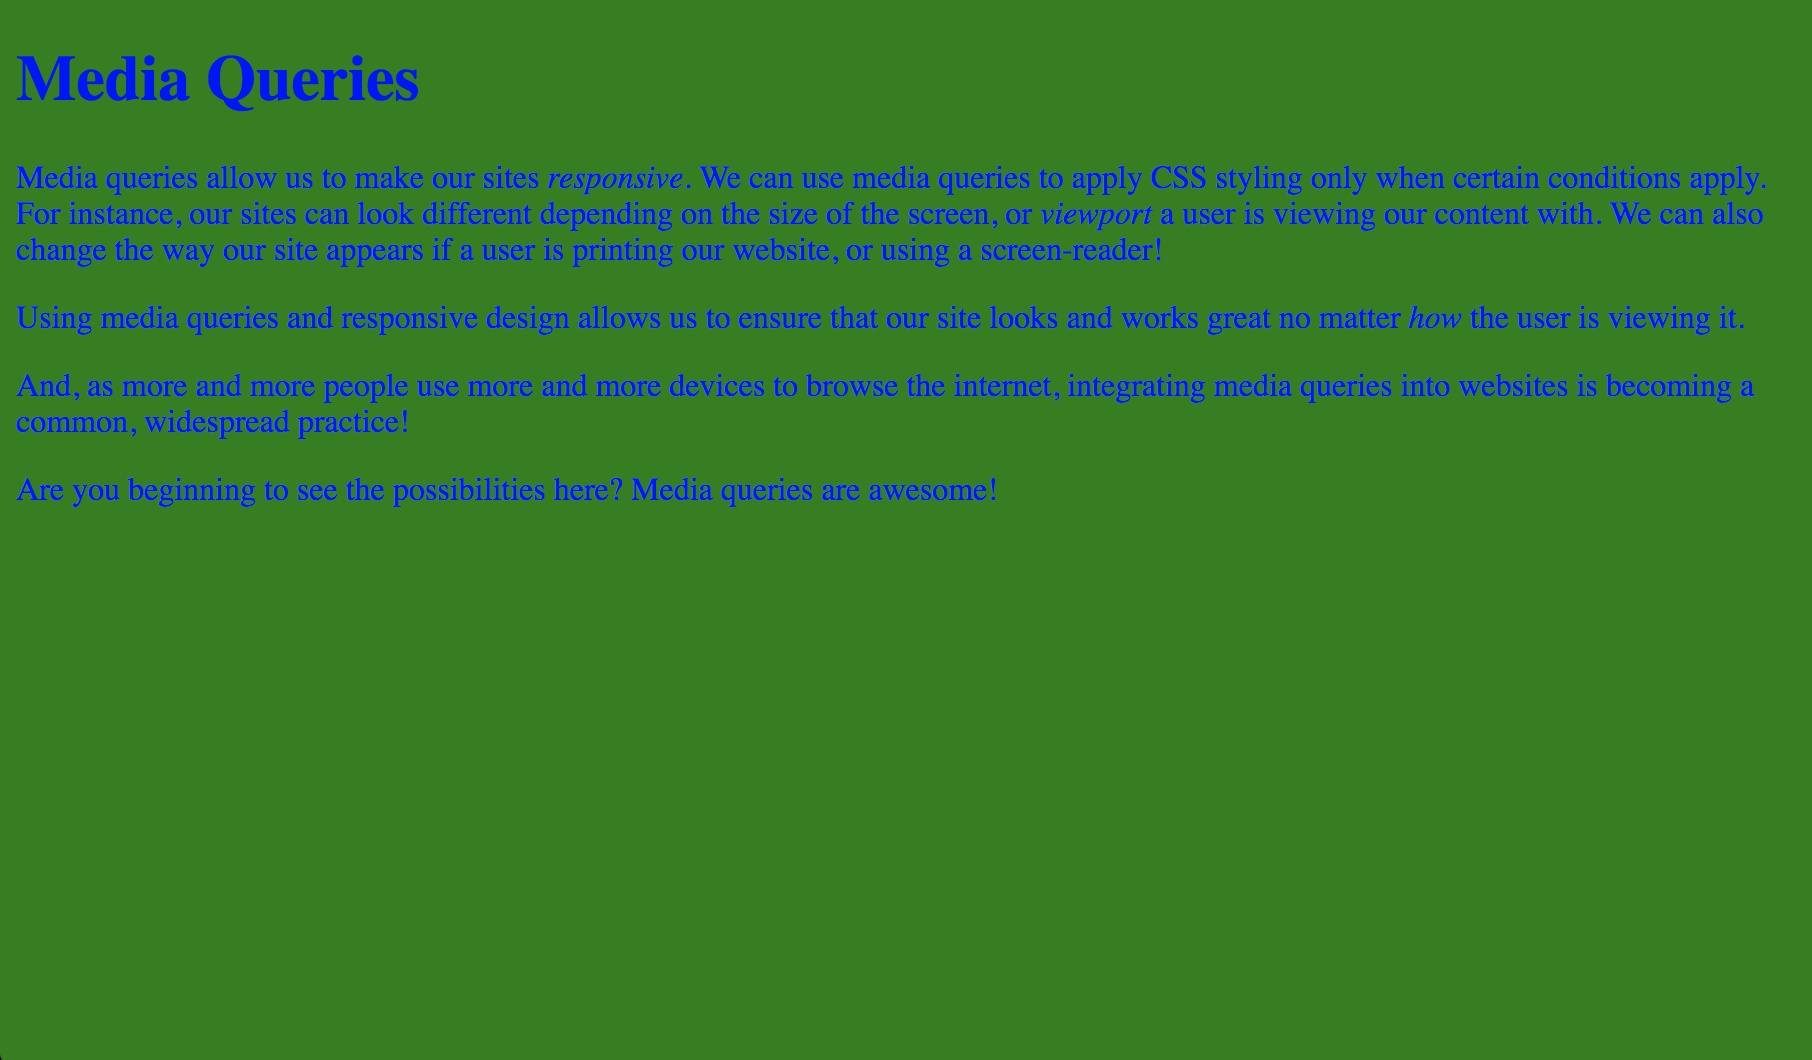 Media Queries
Media queries allow us to make our sites responsive. We can use media queries to apply CSS styling only when certain conditions apply.
For instance, our sites can look different depending on the size of the screen, or viewport a user is viewing our content with. We can also
change the way our site appears if a user is printing our website, or using a screen-reader!
Using media queries and responsive design allows us to ensure that our site looks and works great no matter how the user is viewing it.
And, as more and more people use more and more devices to browse the internet, integrating media queries into websites is becoming a
common, widespread practice!
Are you beginning to see the possibilities here? Media queries are awesome!